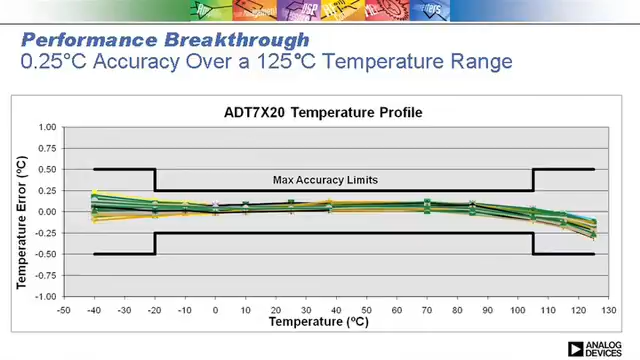 DSP
Performance Breakthrough
0.25°C Accuracy Over a 125°C Temperature Range
ADT7X20 Temperature Profile
Temperature Error (ºC)
1.00
0.75
0.50
0.25
0.00
-0.25
-0.50
-0.75
-1.00
Max Accuracy Limits
-50 -40 -30 -20 -10 0 10 20 30 40 50 60 70 80 90 100 110 120 130
Temperature (ºC)
ANALOG
DEVICES